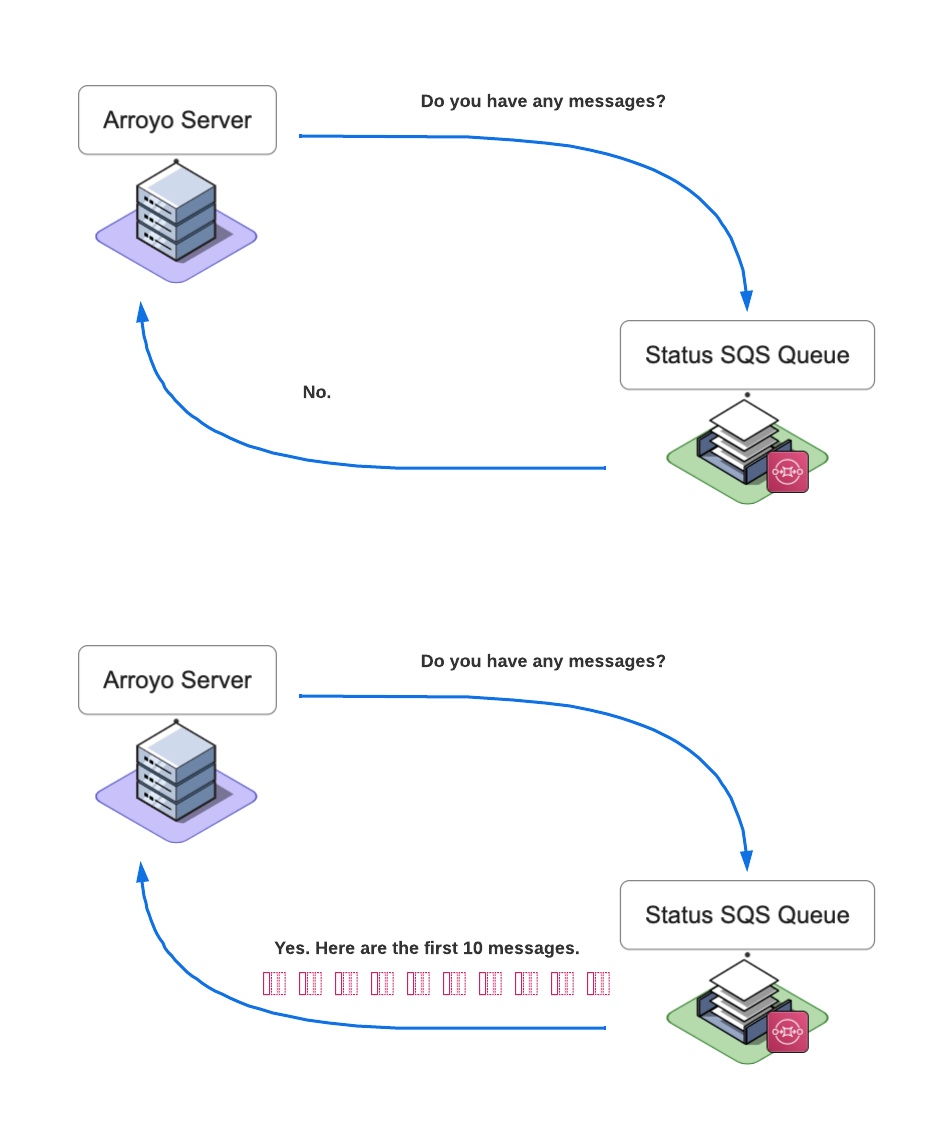 Do you have any messages?
Arroyo Server
Status SQS Queue
No.
Do you have any messages?
Arroyo Server
Status SQS Queue
Yes. Here are the first 10 messages.